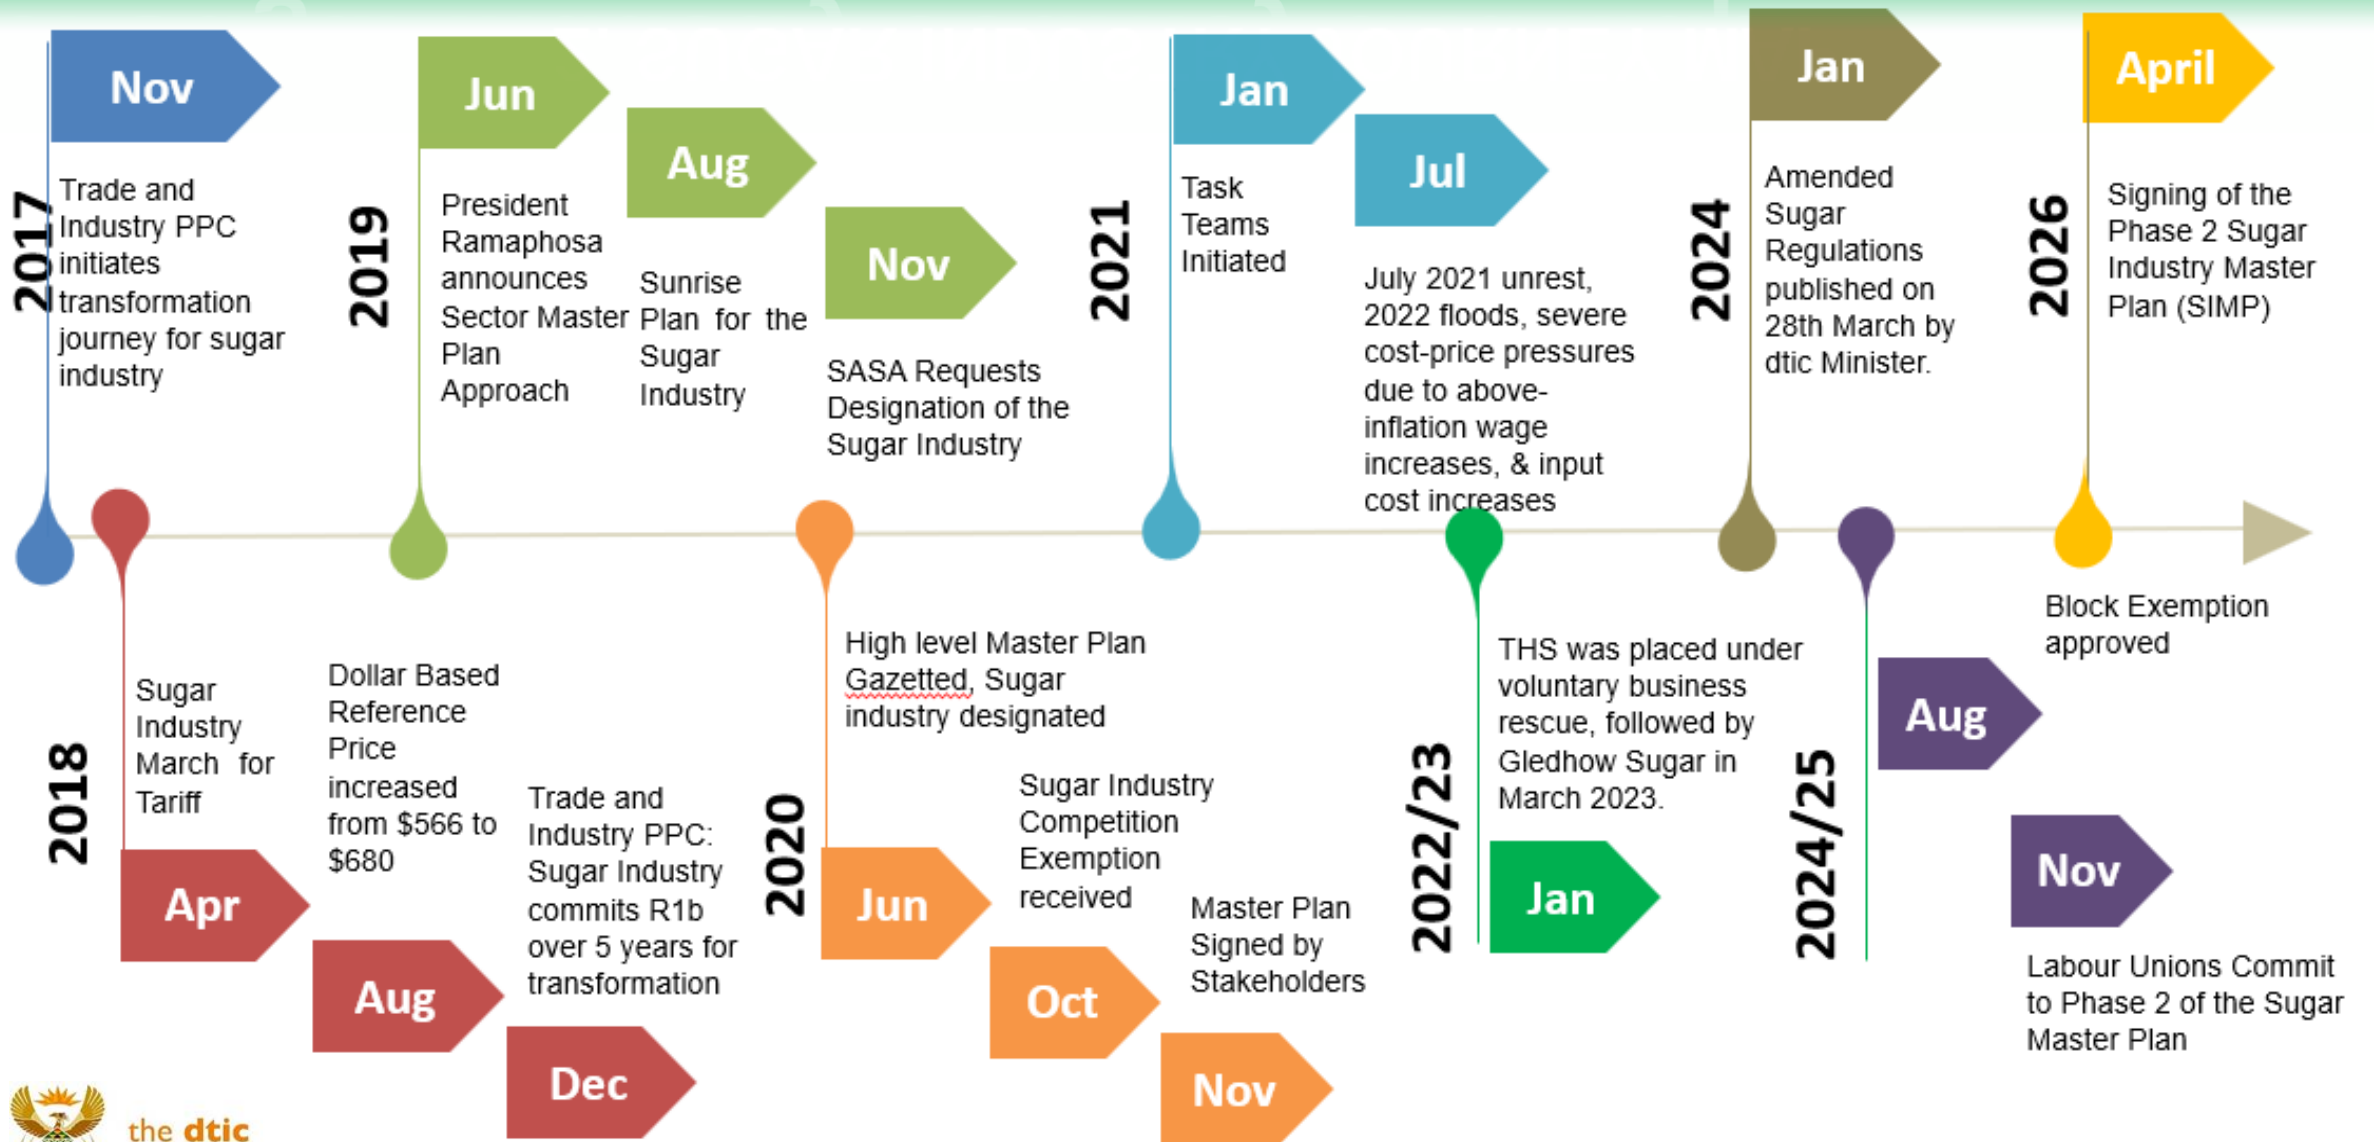 Nov
2017
Trade and
Industry PPC
initiates
transformation
journey for sugar
industry
2018
Sugar
Industry
March for
Tariff
Apr
Dollar Based
Reference
Price
increased
from $566 to
$680
Aug
Trade and
Industry PPC:
Sugar Industry
commits R1b
over 5 years for
transformation
Dec
2019
Jun
President
Ramaphosa
announces
Sector Master
Plan
Approach
Aug
Sunrise
Plan for the
Sugar
Industry
Nov
SASA Requests
Designation of the
Sugar Industry
2020
High level Master Plan
Gazetted, Sugar
industry designated
Jun
Sugar Industry
Competition
Exemption
received
Oct
Master Plan
Signed by
Stakeholders
Nov
2021
Jan
Task
Teams
Initiated
Jul
July 2021 unrest,
2022 floods, severe
cost-price pressures
due to above-
inflation wage
increases, & input
cost increases
2022/23
THS was placed under
voluntary business
rescue, followed by
Gledhow Sugar in
March 2023.
Jan
2024
Jan
Amended
Sugar
Regulations
published on
28th March by
dtic Minister.
2024/25
Aug
Nov
Labour Unions Commit
to Phase 2 of the Sugar
Master Plan
2026
April
Signing of the
Phase 2 Sugar
Industry Master
Plan (SIMP)
Block Exemption
approved
the dtic